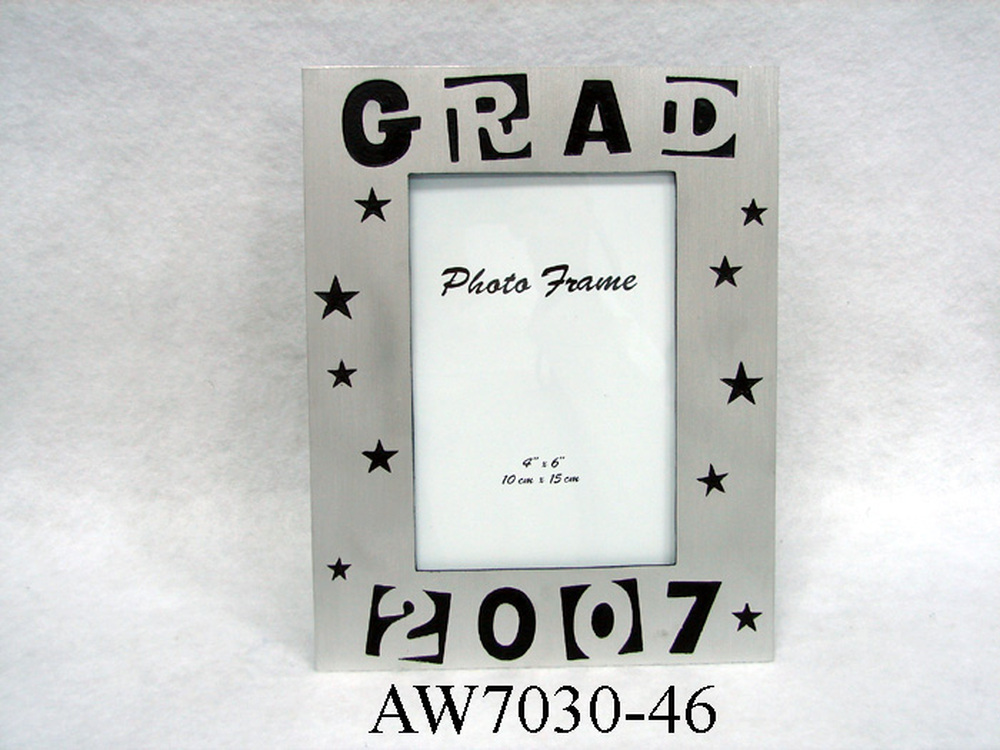 GRAD
Photo Frame
4" x 6"
10 cm x 15 cm
2007
AW7030-46